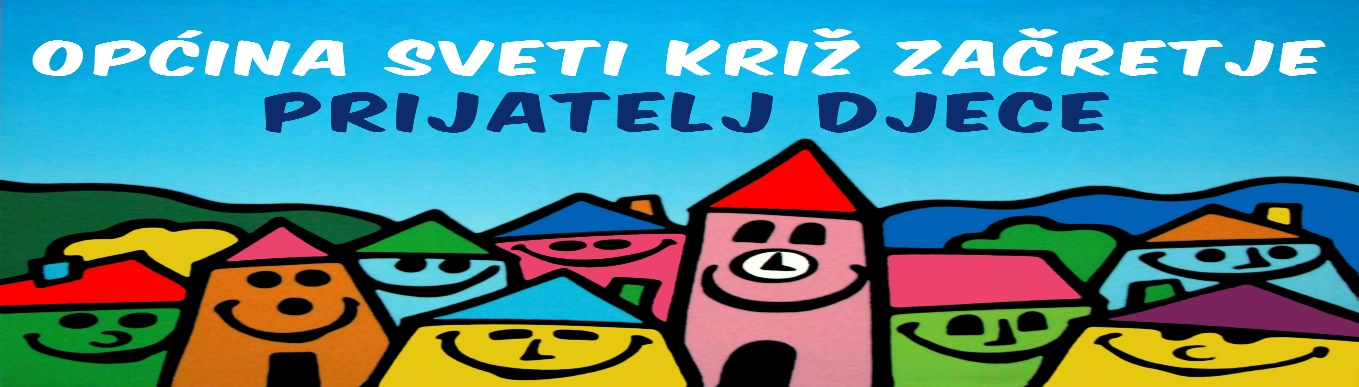 OPĆINA SVETI KRIŽ ZAČRETJE
PRIJATELJ DJECE